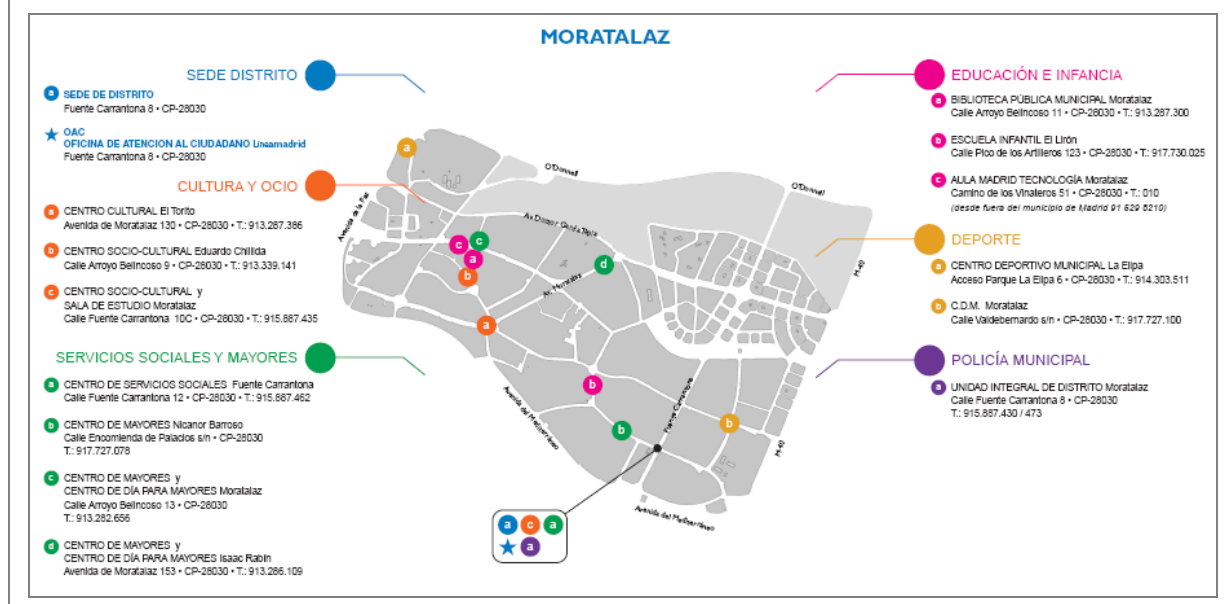 MORATALAZ
SEDE DISTRITO
a SEDE DE DISTRITO
Fuente Carrantona 8 • CP-28030
OAC
OFICINA DE ATENCION AL CIUDADANO Lineamadrid
Fuente Carrantona 8 • CP-28030
CULTURA Y OCIO
a CENTRO CULTURAL El Torito
Avenida de Moratalaz 130 • CP-28030 • T.: 913.287.386
b CENTRO SOCIO-CULTURAL Eduardo Chillida
Calle Arroyo Belincoso 9 • CP-28030 • T.: 913.339.141
c CENTRO SOCIO-CULTURAL y
SALA DE ESTUDIO Moratalaz
Calle Fuente Carrantona 10C • CP-28030 • T.: 915.887.435
SERVICIOS SOCIALES Y MAYORES
a CENTRO DE SERVICIOS SOCIALES Fuente Carrantona
Calle Fuente Carrantona 12 • CP-28030 • T.: 915.887.462
b CENTRO DE MAYORES Nicanor Barroso
Calle Encomienda de Palacios s/n • CP-28030
T.: 917.727.078
c CENTRO DE MAYORES y
CENTRO DE DÍA PARA MAYORES Moratalaz
Calle Arroyo Belincoso 13 • CP-28030
T.: 913.282.656
d CENTRO DE MAYORES y
CENTRO DE DÍA PARA MAYORES Isaac Rabin
Avenida de Moratalaz 153 • CP-28030 • T.: 913.286.109
a
O'Donnell
O'Donnell
Avenida de la Paz
Av. Doctor García Tapia
c c
a
b
d
Av. Moratalaz
M-40
a
b
Fuente Carrantona
Avenida del Mediterráneo
b
b
M-40
Avenida del Mediterráneo
a c a
a
EDUCACIÓN E INFANCIA
a BIBLIOTECA PÚBLICA MUNICIPAL Moratalaz
Calle Arroyo Belincoso 11 • CP-28030 • T.: 913.287.300
b ESCUELA INFANTIL El Lirón
Calle Pico de los Artilleros 123 • CP-28030 • T.: 917.730.025
c AULA MADRID TECNOLOGÍA Moratalaz
Camino de los Vinateros 51 • CP-28030 • T.: 010
(desde fuera del municipio de Madrid 91 529 8210)
DEPORTE
a CENTRO DEPORTIVO MUNICIPAL La Elipa
Acceso Parque La Elipa 6 • CP-28030 • T.: 914.303.511
b C.D.M. Moratalaz
Calle Valdebernardo s/n • CP-28030 • T.: 917.727.100
POLICÍA MUNICIPAL
a UNIDAD INTEGRAL DE DISTRITO Moratalaz
Calle Fuente Carrantona 8 • CP-28030
T.: 915.887.430 / 473